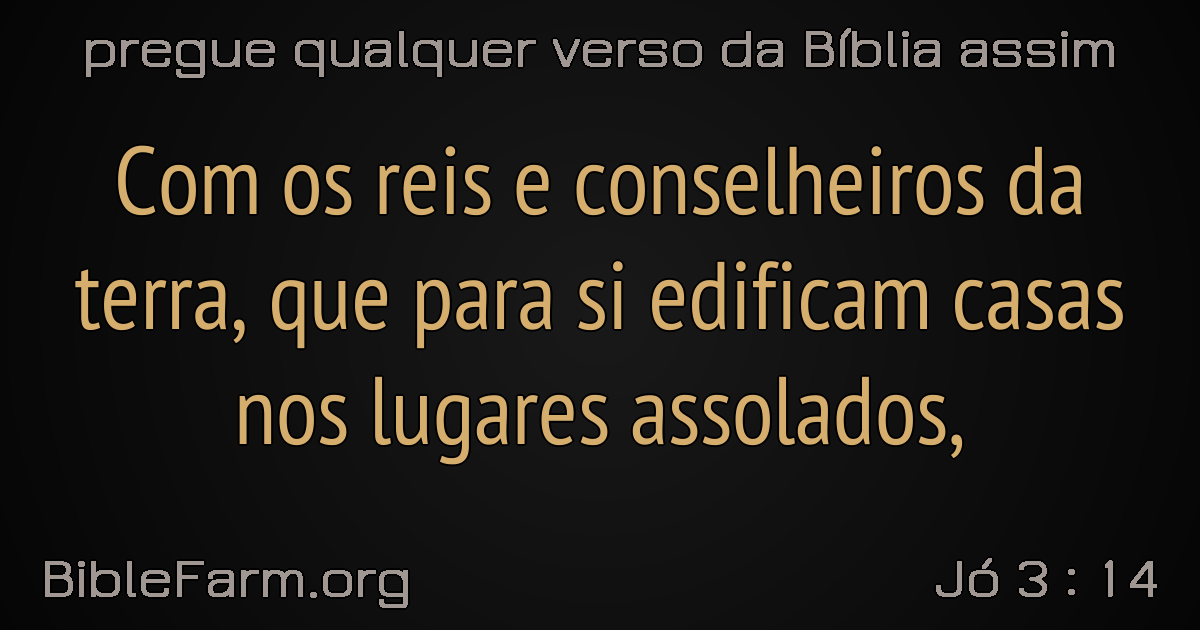 pregue qualquer verso da Bíblia assim
Com os reis e conselheiros da
terra, que para si edificam casas
nos lugares assolados,
BibleFarm.org
Jó 3 : 14